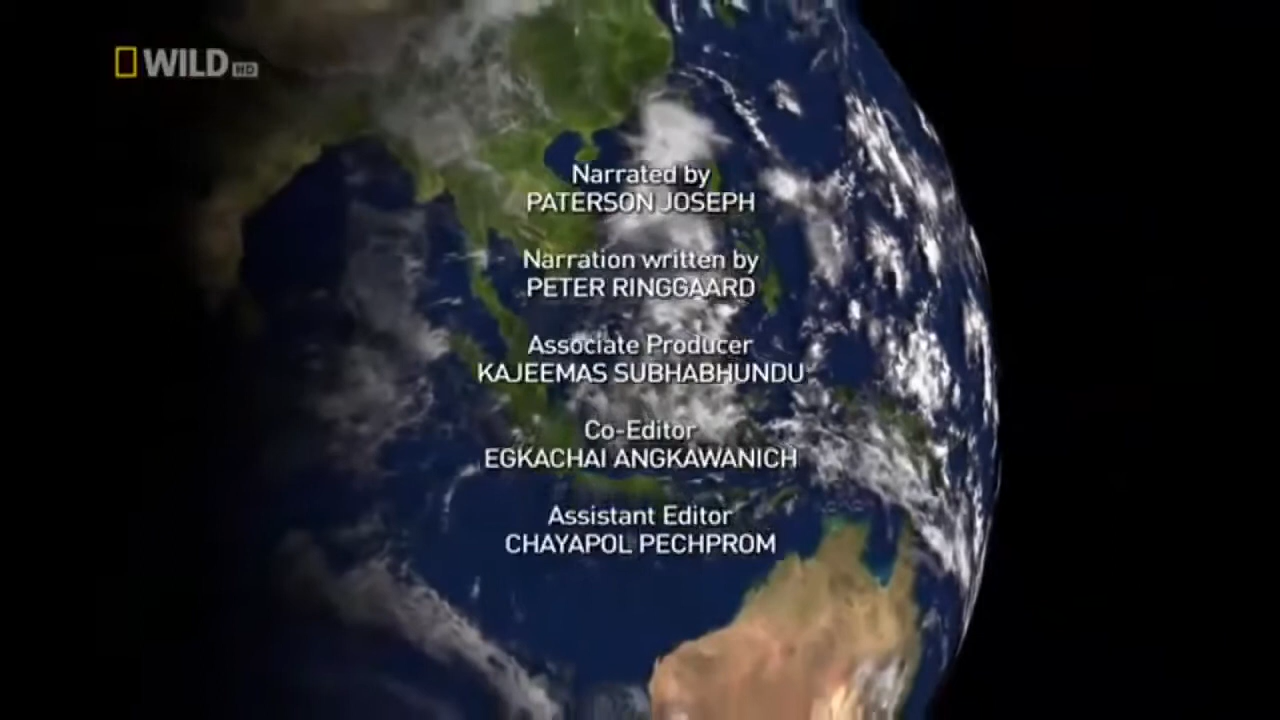 WILD HD
Narrated by
PATERSON JOSEPH
Narration written by
PETER RINGGAARD
Associate Producer
KAJEEMAS SUBHABHUNDU
Co-Editor
EGKACHAI ANGKAWANICH
Assistant Editor
CHAYAPOL PECHPROM